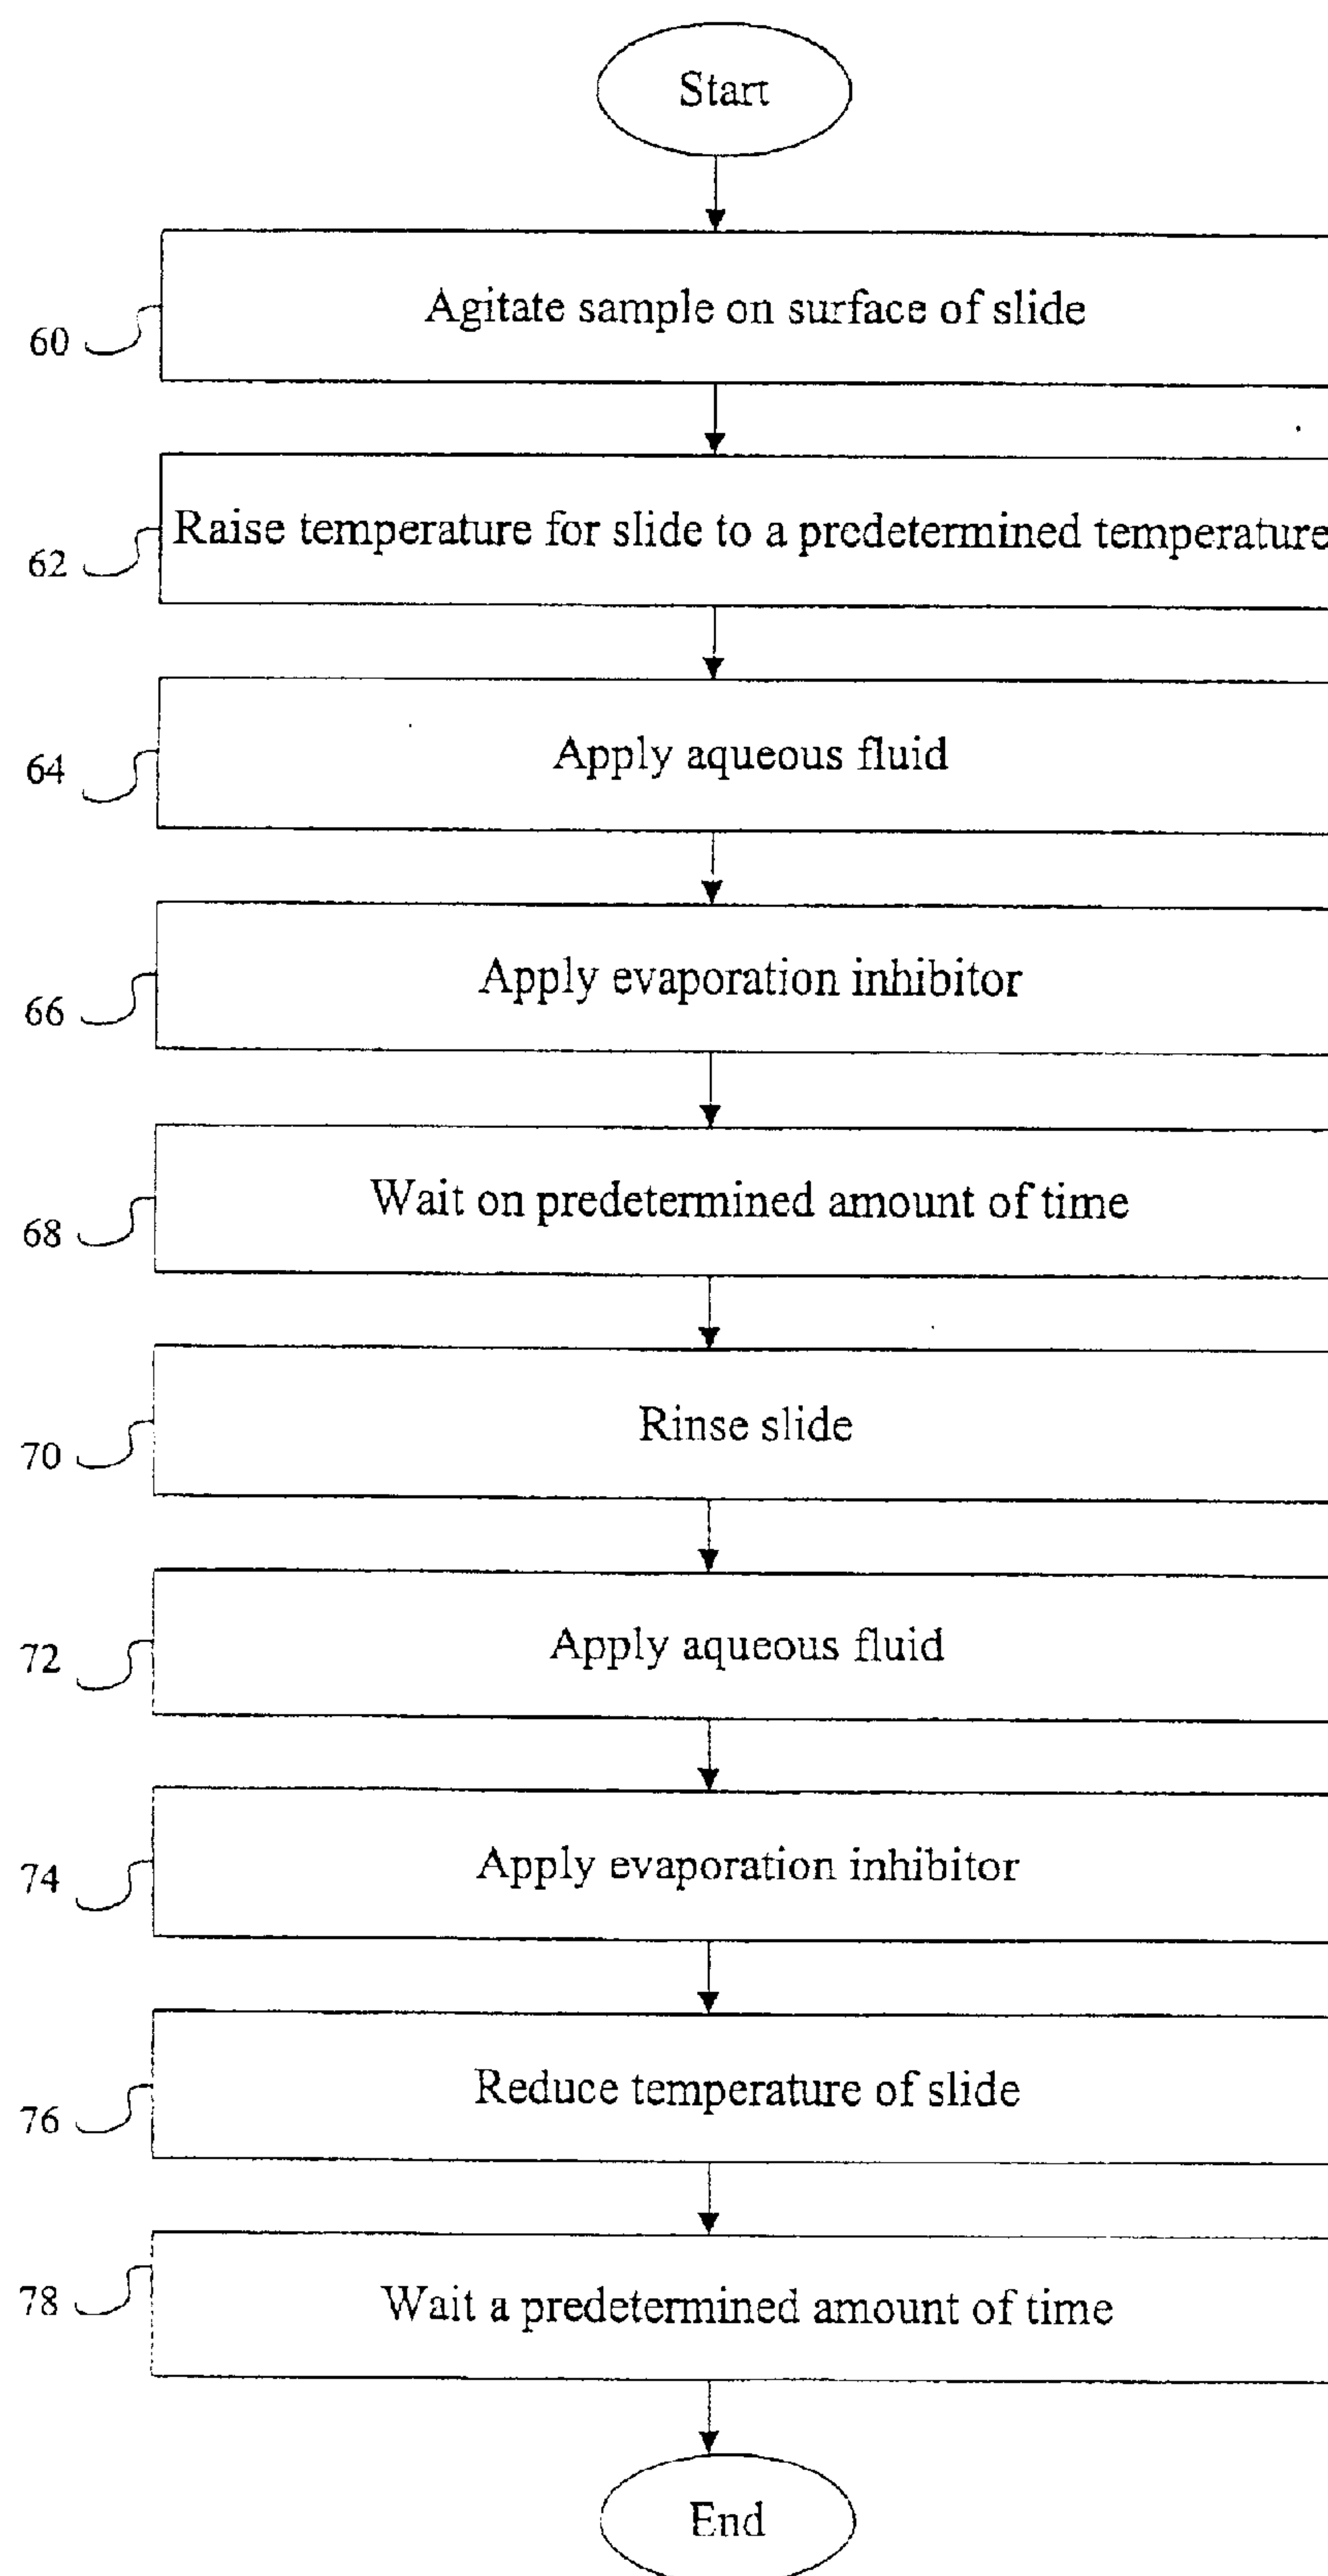 Start
Agitate sample on surface of slide
60
Raise temperature for slide to a predetermined temperature
62
Apply aqueous fluid
64
Apply evaporation inhibitor
66
Wait on predetermined amount of time
68
Rinse slide
70
Apply aqueous fluid
72
Apply evaporation inhibitor
74
Reduce temperature of slide
76
Wait a predetermined amount of time
78
End